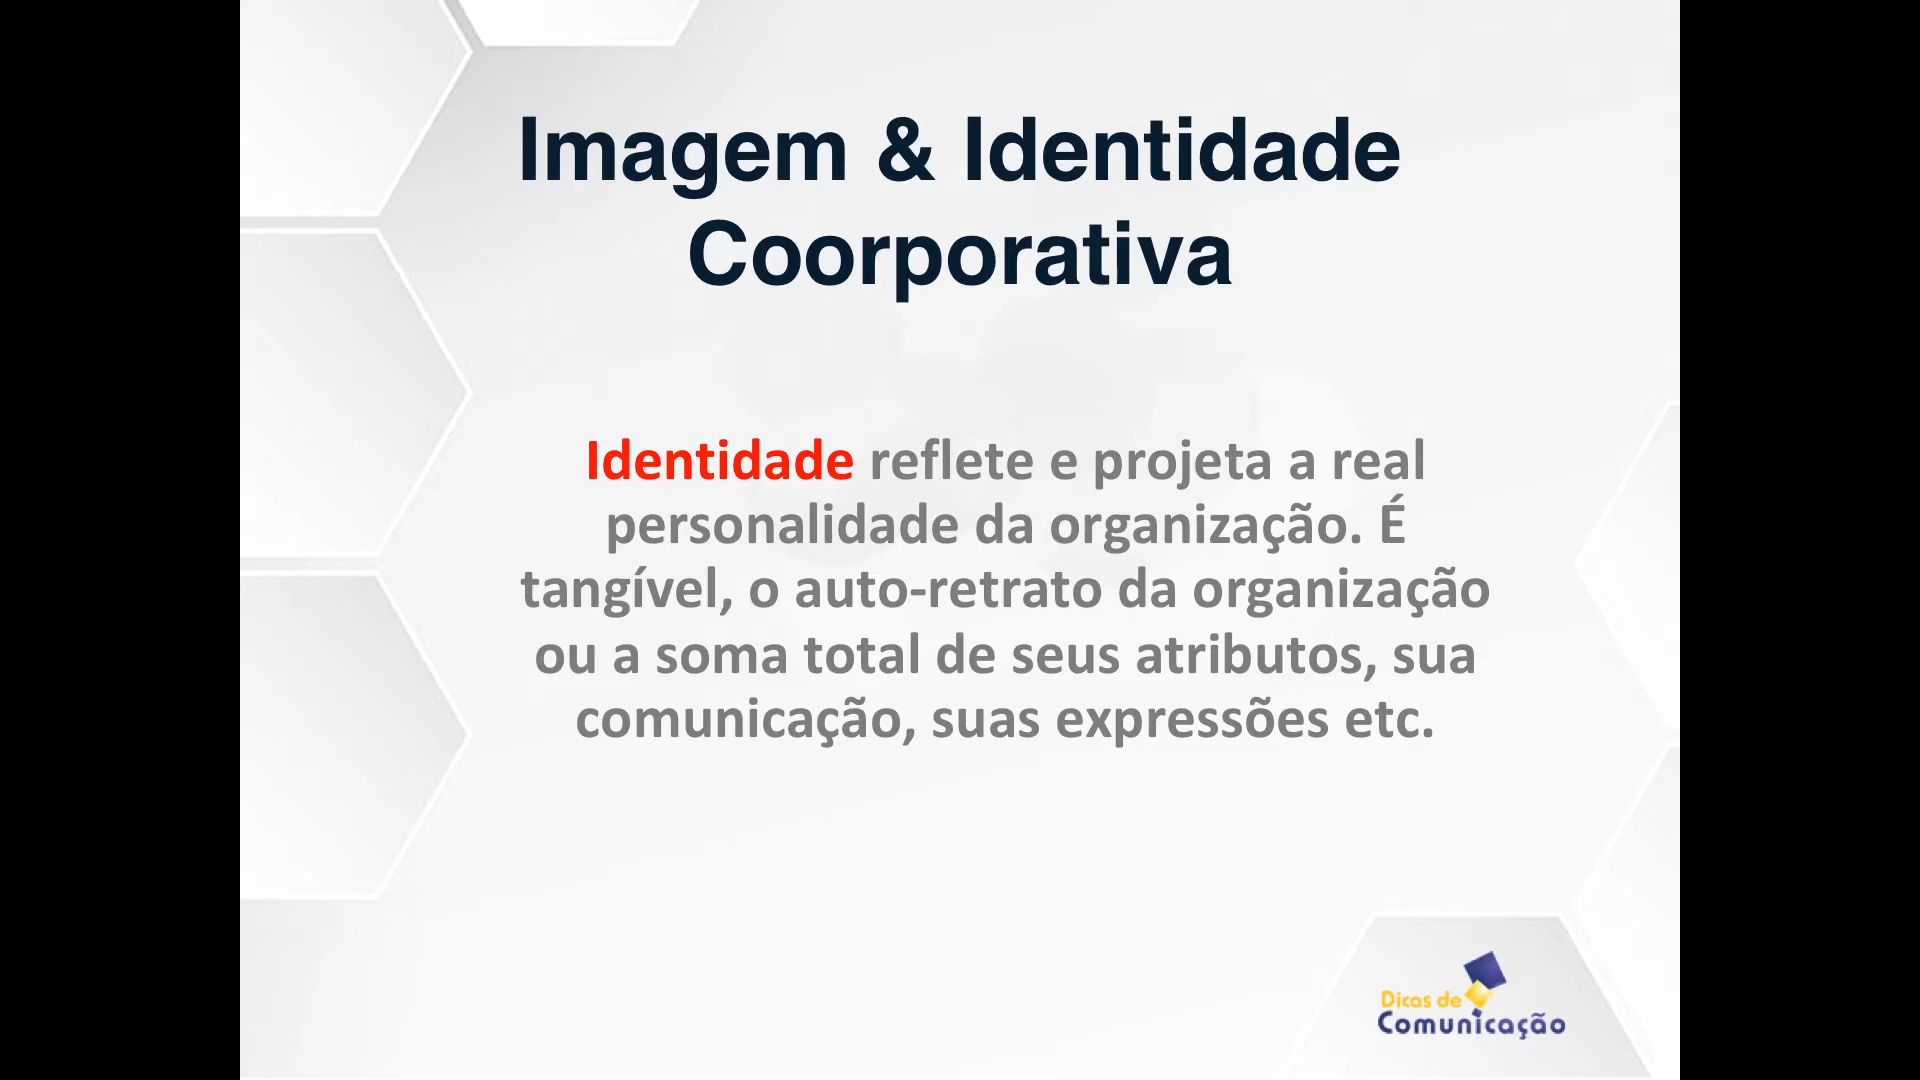 Imagem & Identidade
Coorporativa
Identidade reflete e projeta a real
personalidade da organização. É
tangível, o auto-retrato da organização
ou a soma total de seus atributos, sua
comunicação, suas expressões etc.
Dicas de
Comunicação